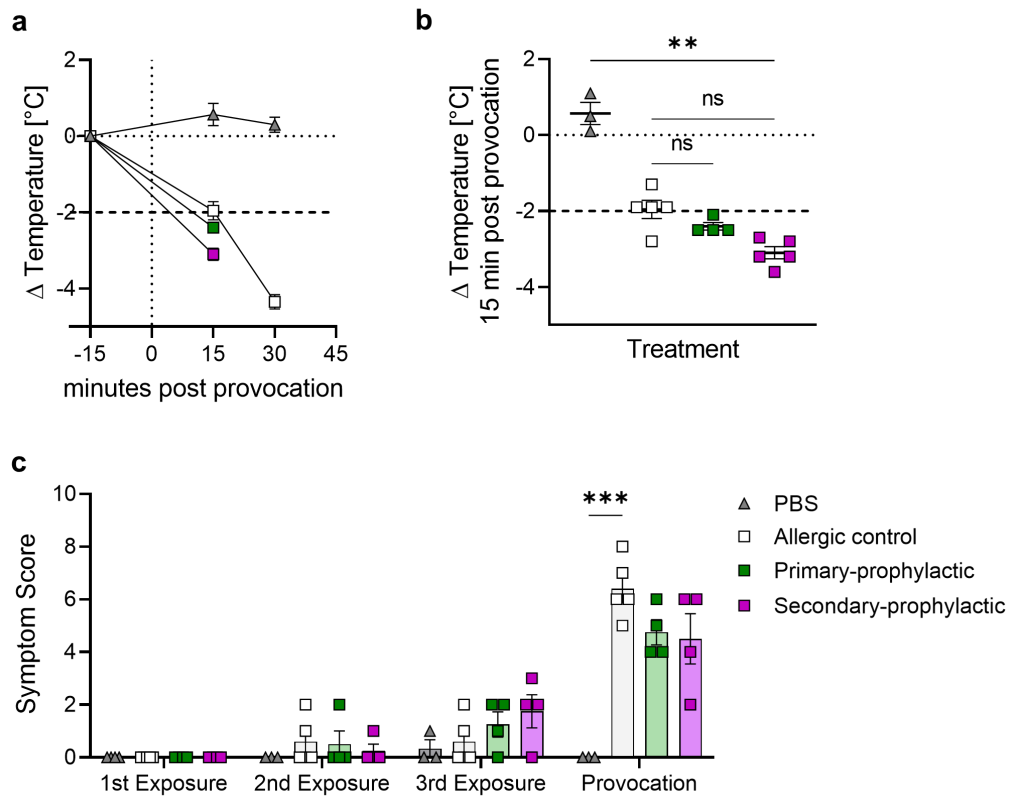 a
Δ Temperature [°C]
2
0
-2
-4
-15 0 15 30 45
minutes post provocation
b
Δ Temperature [°C]
15 min post provocation
2
0
-2
-4
**
ns
ns
Treatment
c
Symptom Score
10
8
6
4
2
0
***
1st Exposure 2nd Exposure 3rd Exposure Provocation
PBS
Allergic control
Primary-prophylactic
Secondary-prophylactic